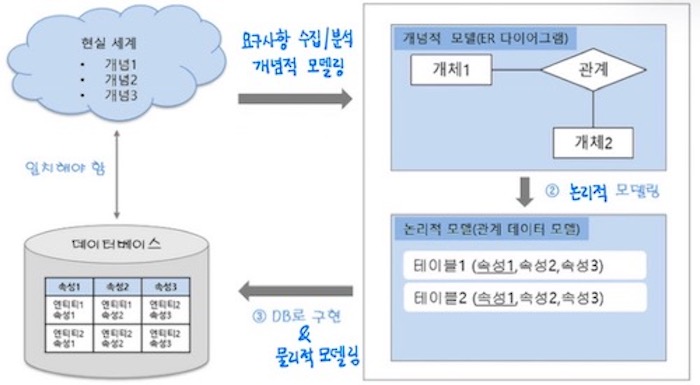 현실 세계
• 개념1
• 개념2
• 개념3
요구사항 수집/분석
개념적 모델링
개념적 모델(ER 다이어그램)
개체1
관계
개체2
② 논리적 모델링
논리적 모델(관계 데이터 모델)
테이블1 (속성1,속성2,속성3)
테이블2 (속성1,속성2,속성3)
③ DB로 구현
&
물리적 모델링
일치해야 함
데이터베이스
속성1 속성2 속성3
엔티티1 엔티티1 엔티티2
속성1 속성2 속성3
엔티티2 엔티티2 엔티티2
속성1 속성2 속성3